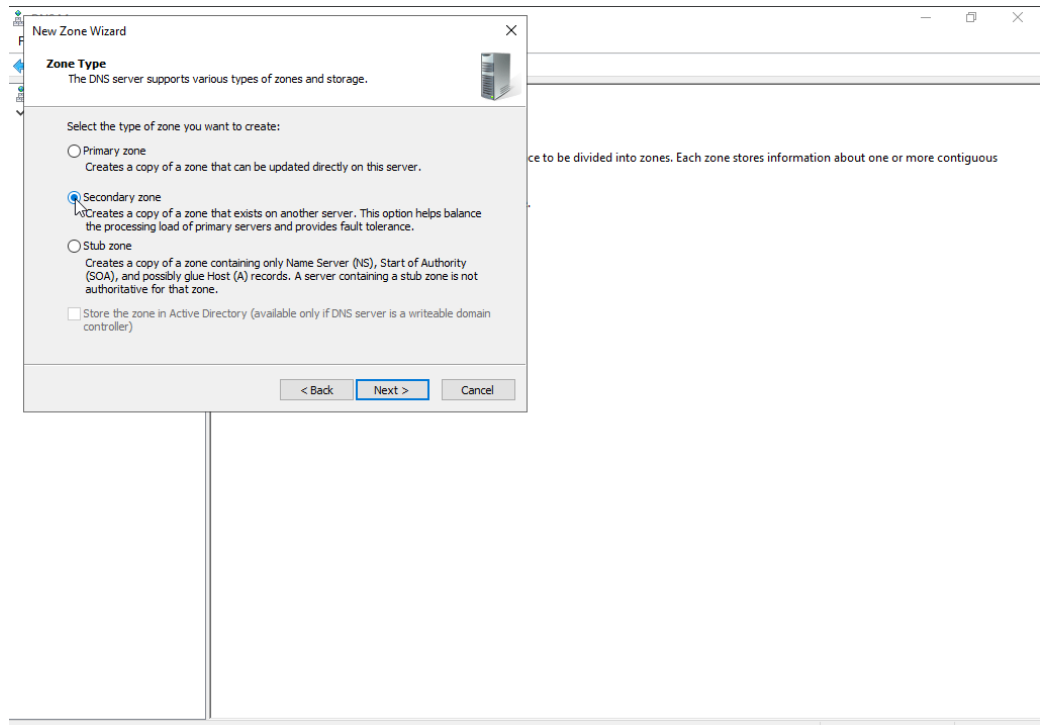 New Zone Wizard
Zone Type
The DNS server supports various types of zones and storage.
Select the type of zone you want to create:
Primary zone
Creates a copy of a zone that can be updated directly on this server.
Secondary zone
Creates a copy of a zone that exists on another server. This option helps balance
the processing load of primary servers and provides fault tolerance.
Stub zone
Creates a copy of a zone containing only Name Server (NS), Start of Authority
(SOA), and possibly glue Host (A) records. A server containing a stub zone is not
authoritative for that zone.
Store the zone in Active Directory (available only if DNS server is a writeable domain
controller)
< Back Next > Cancel
ce to be divided into zones. Each zone stores information about one or more contiguous